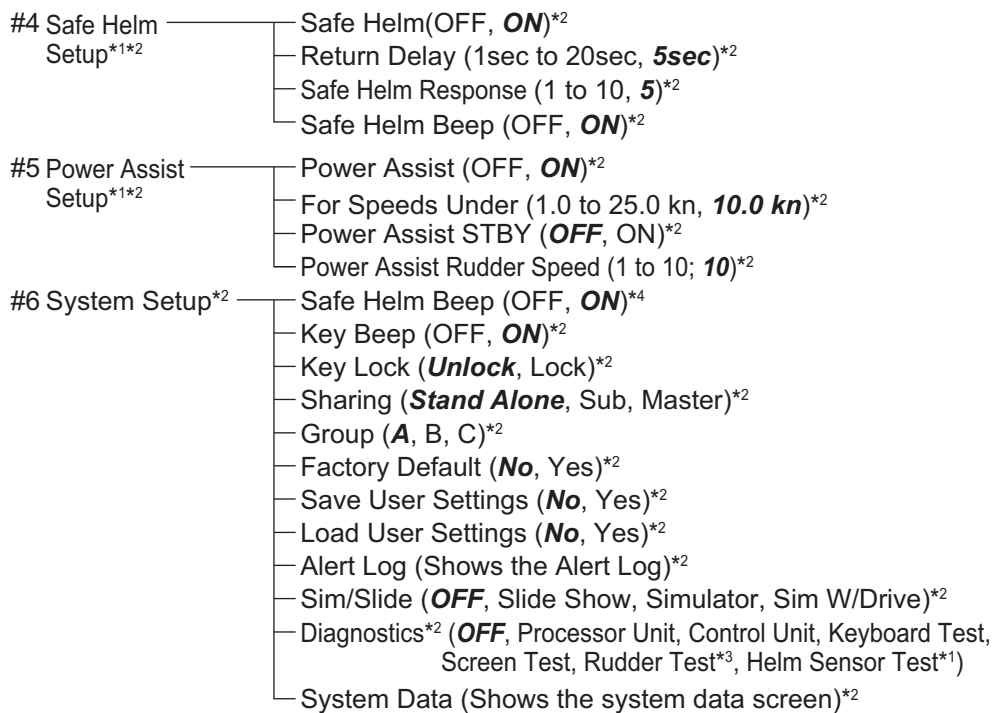 #4 Safe Helm Setup*1*2
Safe Helm(OFF, ON)*2
Return Delay (1sec to 20sec, 5sec)*2
Safe Helm Response (1 to 10, 5)*2
Safe Helm Beep (OFF, ON)*2
#5 Power Assist Setup*1*2
Power Assist (OFF, ON)*2
For Speeds Under (1.0 to 25.0 kn, 10.0 kn)*2
Power Assist STBY (OFF, ON)*2
Power Assist Rudder Speed (1 to 10; 10)*2
#6 System Setup*2
Safe Helm Beep (OFF, ON)*4
Key Beep (OFF, ON)*2
Key Lock (Unlock, Lock)*2
Sharing (Stand Alone, Sub, Master)*2
Group (A, B, C)*2
Factory Default (No, Yes)*2
Save User Settings (No, Yes)*2
Load User Settings (No, Yes)*2
Alert Log (Shows the Alert Log)*2
Sim/Slide (OFF, Slide Show, Simulator, Sim W/Drive)*2
Diagnostics*2 (OFF, Processor Unit, Control Unit, Keyboard Test,
Screen Test, Rudder Test*3, Helm Sensor Test*1)
System Data (Shows the system data screen)*2